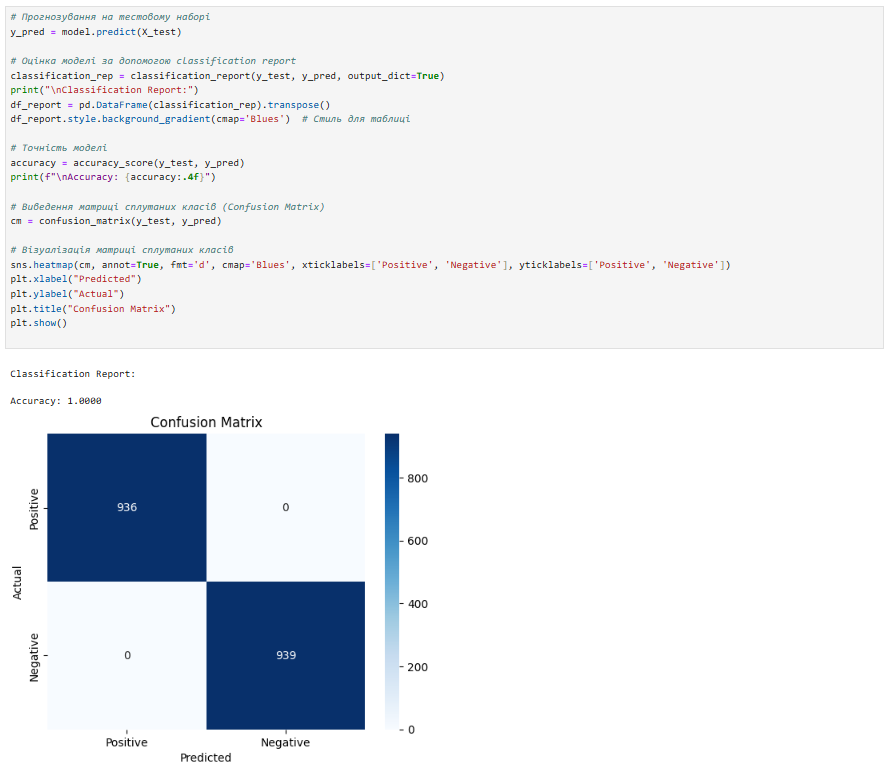 # Прогнозування на тестовому наборі
y_pred = model.predict(X_test)
# Оцінка моделі за допомогою classification report
classification_rep = classification_report(y_test, y_pred, output_dict=True)
print("\nClassification Report:")
df_report = pd.DataFrame(classification_rep).transpose()
df_report.style.background_gradient(cmap='Blues')  # Стиль для таблиці
# Точність моделі
accuracy = accuracy_score(y_test, y_pred)
print(f"\nAccuracy: {accuracy:.4f}")
# Виведення матриці сплутаних класів (Confusion Matrix)
cm = confusion_matrix(y_test, y_pred)
# Візуалізація матриці сплутаних класів
sns.heatmap(cm, annot=True, fmt='d', cmap='Blues', xticklabels=['Positive', 'Negative'], yticklabels=['Positive', 'Negative'])
plt.xlabel("Predicted")
plt.ylabel("Actual")
plt.title("Confusion Matrix")
plt.show()
Classification Report:
Accuracy: 1.0000
Confusion Matrix
Actual
Positive
936
0
Negative
0
939
Positive
Negative
Predicted
800
600
400
200
0